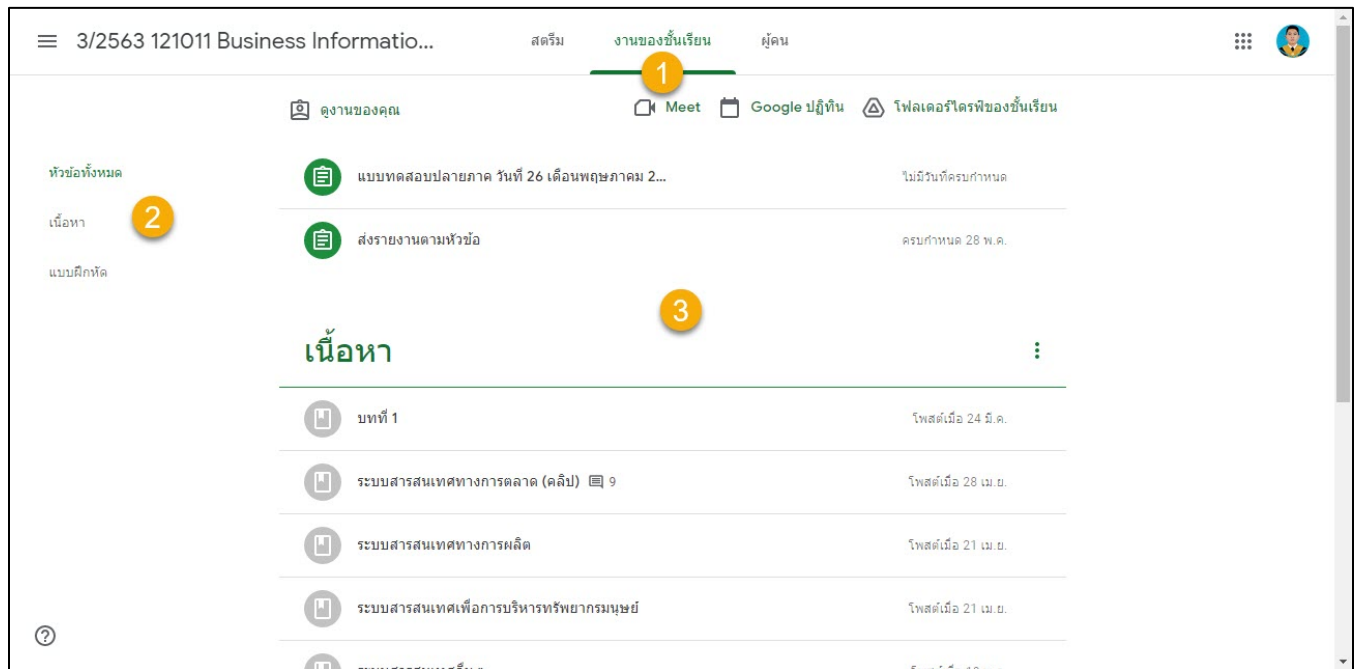 3/2563 121011 Business Informatio...
สตรีม งานของชั้นเรียน ผู้คน
1
ดูงานของคุณ Meet Google ปฏิทิน โฟลเดอร์ไดรฟ์ของชั้นเรียน
หัวข้อทั้งหมด
เนื้อหา 2
แบบฝึกหัด
แบบทดสอบปลายภาค วันที่ 26 เดือนพฤษภาคม 2... ไม่มีวันที่ครบกำหนด
ส่งรายงานตามหัวข้อ ครบกำหนด 28 พ.ค.
3
เนื้อหา
บทที่ 1 โพสต์เมื่อ 24 มี.ค.
ระบบสารสนเทศทางการตลาด (คลิป) 9 โพสต์เมื่อ 28 เม.ย.
ระบบสารสนเทศทางการผลิต โพสต์เมื่อ 21 เม.ย.
ระบบสารสนเทศเพื่อการบริหารทรัพยากรมนุษย์ โพสต์เมื่อ 21 เม.ย.